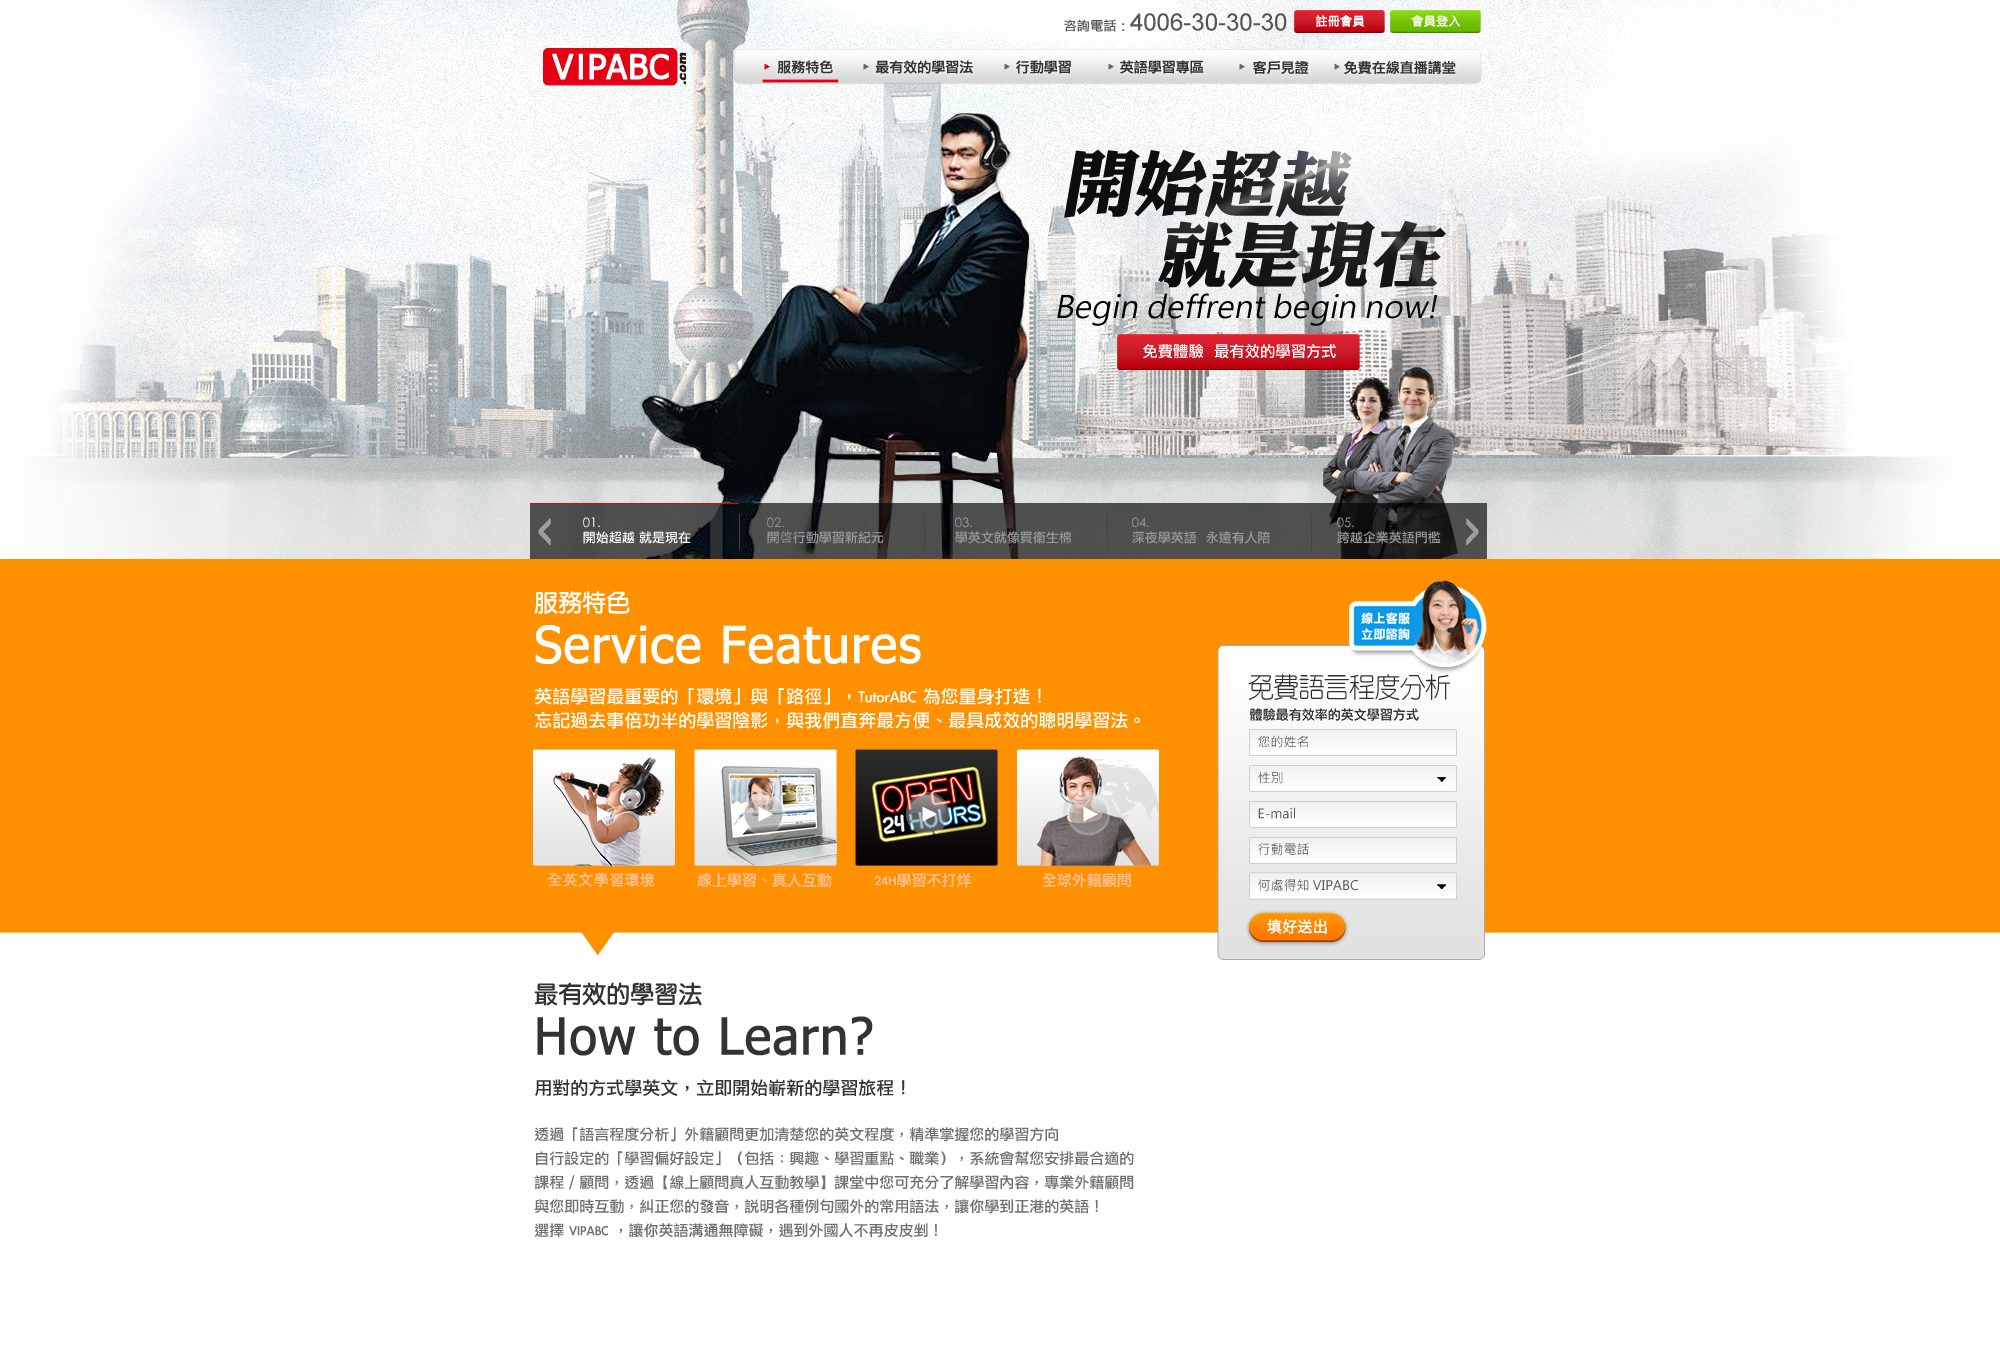 咨詢電話：4006-30-30-30 註冊會員 會員登入
VIPABC.com
服務特色 最有效的學習法 行動學習 英語學習專區 客戶見證 免費在線直播講堂
開始超越
就是現在
Begin deffrent begin now!
免費體驗 最有效的學習方式
01.
開始超越 就是現在
02.
開啓行動學習新紀元
03.
學英文就像買衛生棉
04.
深夜學英語 永遠有人陪
05.
跨越企業英語門檻
服務特色
Service Features
英語學習最重要的「環境」與「路徑」，TutorABC 為您量身打造！
忘記過去事倍功半的學習陰影，與我們直奔最方便、最具成效的聰明學習法。
OPEN
24 HOURS
全英文學習環境
線上學習、真人互動
24H學習不打烊
全球外籍顧問
線上客服
立即諮詢
免費語言程度分析
體驗最有效率的英文學習方式
您的姓名
性別
E-mail
行動電話
何處得知 VIPABC
填好送出
最有效的學習法
How to Learn?
用對的方式學英文，立即開始嶄新的學習旅程！
透過「語言程度分析」外籍顧問更加清楚您的英文程度，精準掌握您的學習方向
自行設定的「學習偏好設定」（包括：興趣、學習重點、職業），系統會幫您安排最合適的
課程 / 顧問，透過【線上顧問真人互動教學】課堂中您可充分了解學習內容，專業外籍顧問
與您即時互動，糾正您的發音，說明各種例句國外的常用語法，讓你學到正港的英語！
選擇 VIPABC ，讓你英語溝通無障礙，遇到外國人不再皮皮剉！